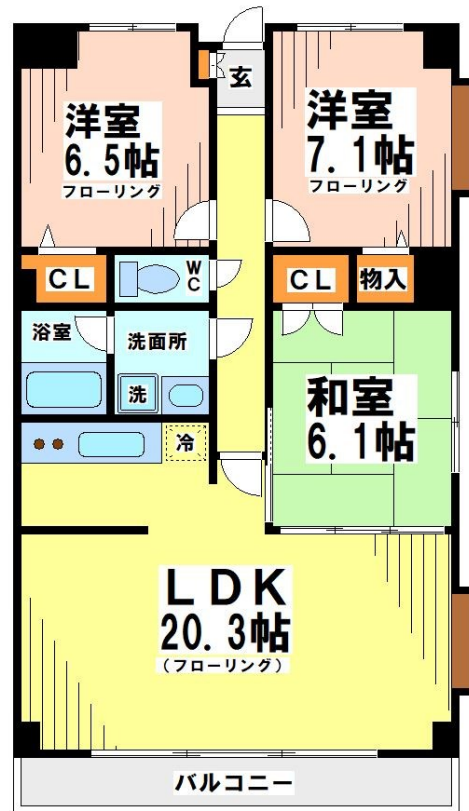 玄
洋室
6.5帖
フローリング
洋室
7.1帖
フローリング
CL
WC
CL
物入
浴室
洗面所
洗
冷
和室
6.1帖
LDK
20.3帖
(フローリング)
バルコニー